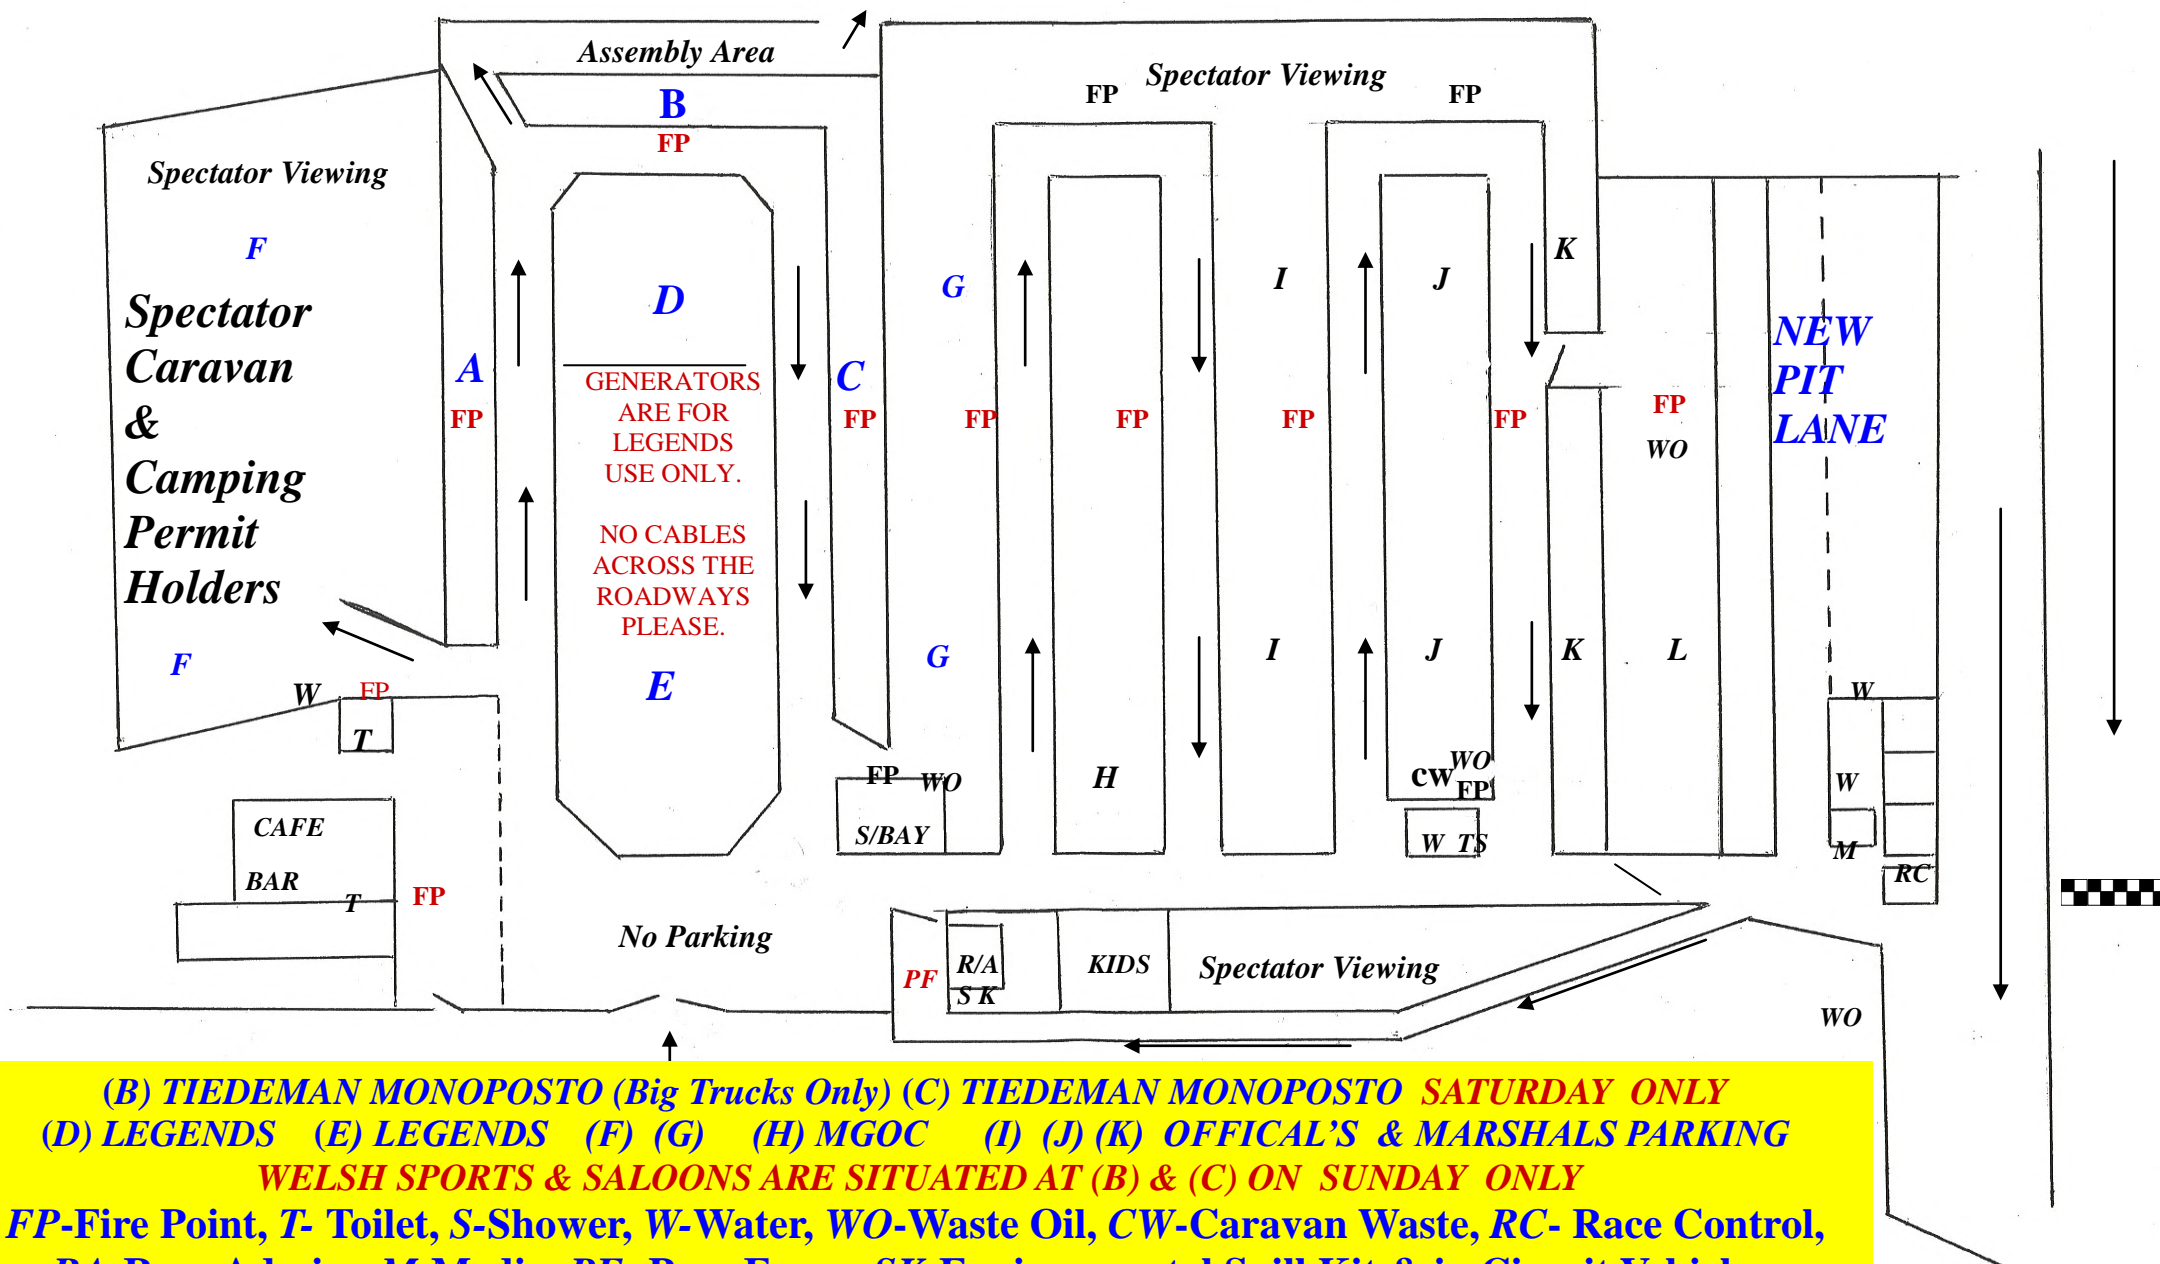 Assembly Area
B
FP
Spectator Viewing
FP
FP
Spectator Viewing
F
Spectator
Caravan
&
Camping
Permit
Holders
F
W
FP
T
A
FP
D
GENERATORS
ARE FOR
LEGENDS
USE ONLY.
NO CABLES
ACROSS THE
ROADWAYS
PLEASE.
E
C
FP
G
FP
G
FP
WO
S/BAY
FP
H
I
FP
I
J
J
WO
CW
FP
W TS
K
FP
K
FP
WO
L
NEW
PIT
LANE
W
W
M
RC
CAFE
BAR
T
FP
No Parking
PF
R/A
S K
KIDS
Spectator Viewing
WO
(B) TIEDEMAN MONOPOSTO (Big Trucks Only) (C) TIEDEMAN MONOPOSTO SATURDAY ONLY
(D) LEGENDS (E) LEGENDS (F) (G) (H) MGOC (I) (J) (K) OFFICAL'S & MARSHALS PARKING
WELSH SPORTS & SALOONS ARE SITUATED AT (B) & (C) ON SUNDAY ONLY
FP-Fire Point, T- Toilet, S-Shower, W-Water, WO-Waste Oil, CW-Caravan Waste, RC- Race Control,